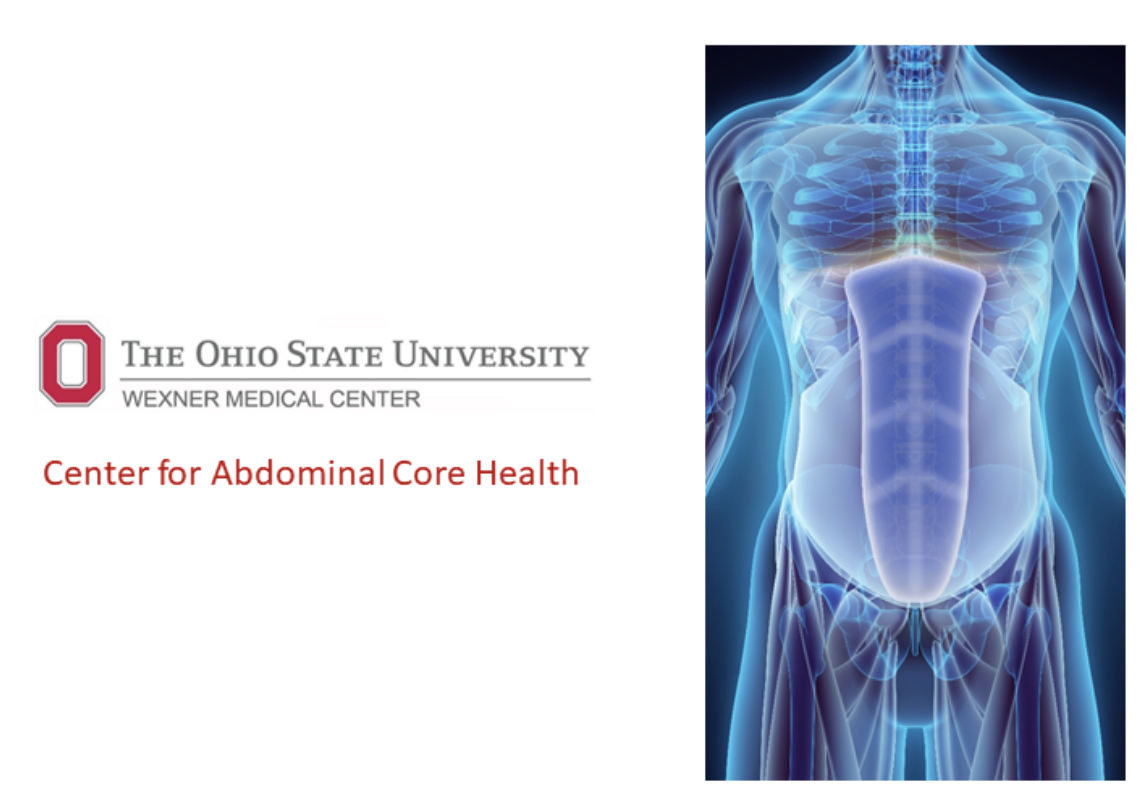 THE OHIO STATE UNIVERSITY
WEXNER MEDICAL CENTER
Center for Abdominal Core Health